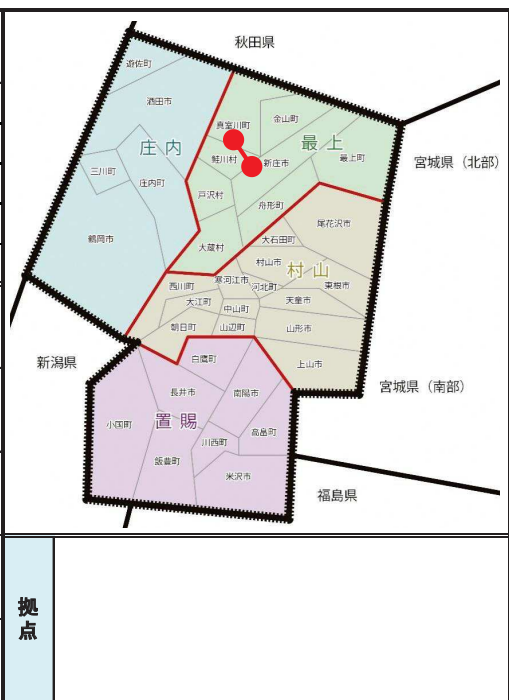 秋田県
遊佐町
酒田市
真室川町
金山町
庄内
最上
鮭川村
新庄市
最上町
宮城県（北部）
三川町
庄内町
戸沢村
舟形町
尾花沢市
鶴岡市
大蔵村
大石田町
村山市
村山
西川町
寒河江市
河北町
東根市
大江町
中山町
天童市
朝日町
山辺町
山形市
新潟県
白鷹町
上山市
宮城県（南部）
長井市
南陽市
小国町
置賜
高畠町
川西町
飯豊町
米沢市
福島県
拠点